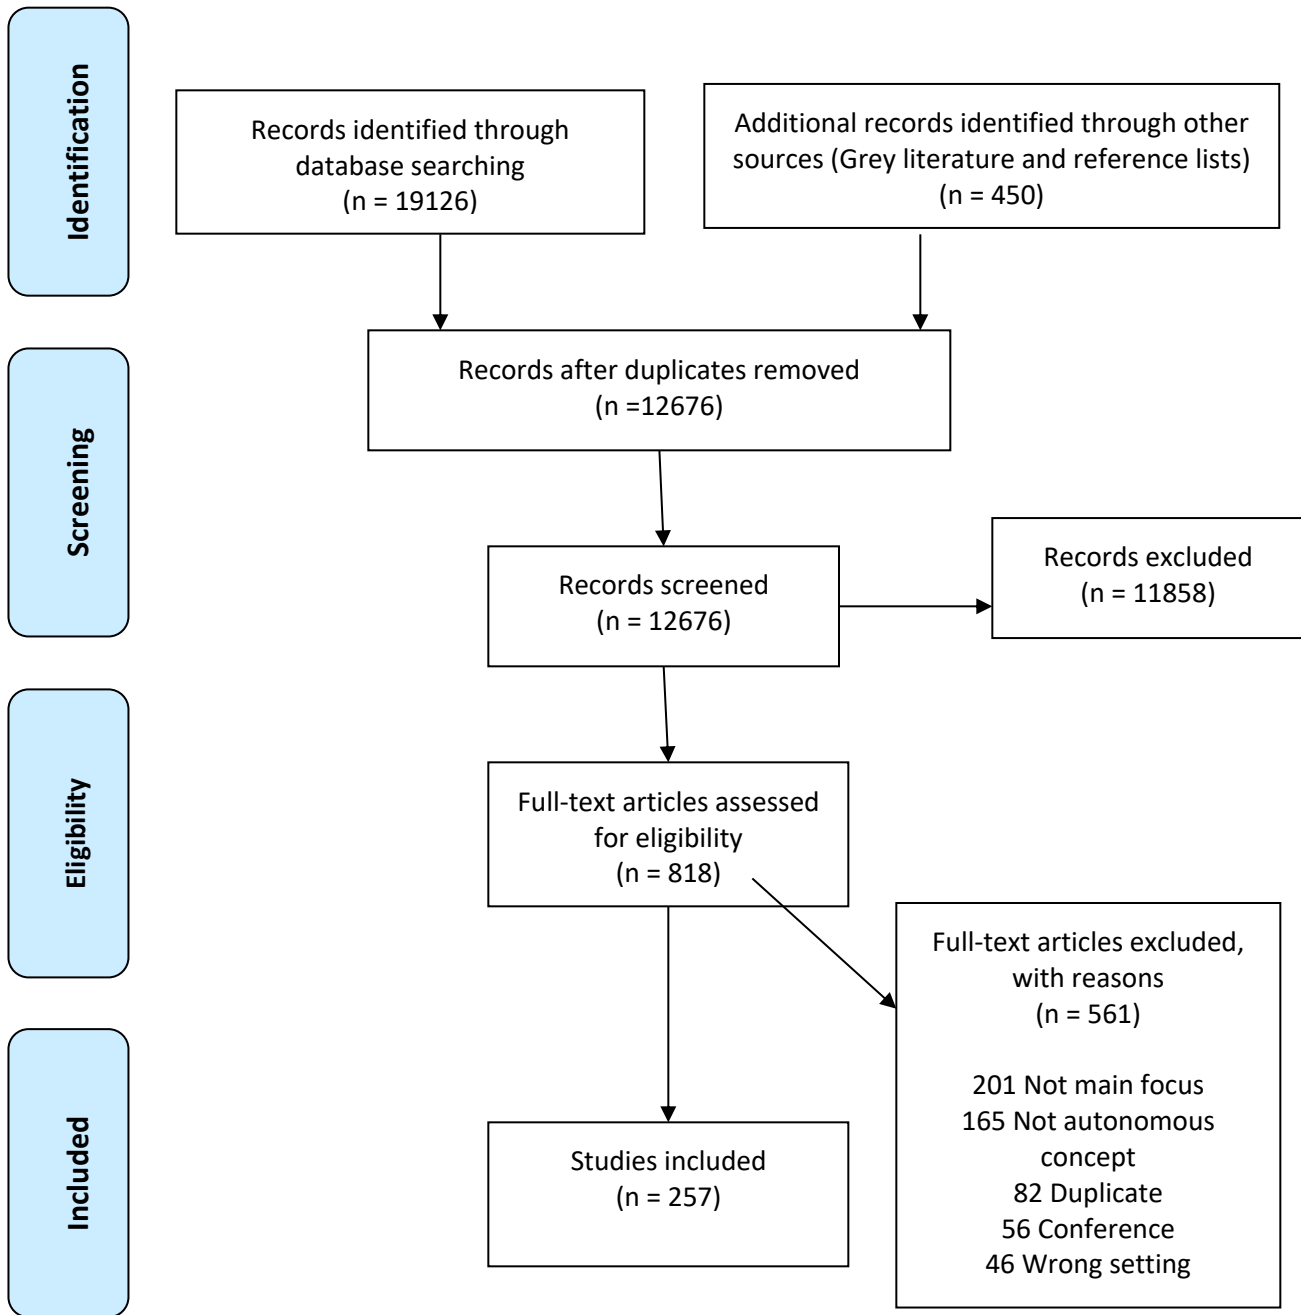 Identification
Records identified through
database searching
(n = 19126)
Additional records identified through other
sources (Grey literature and reference lists)
(n = 450)
Records after duplicates removed
(n =12676)
Screening
Records screened
(n = 12676)
Records excluded
(n = 11858)
Eligibility
Full-text articles assessed
for eligibility
(n = 818)
Full-text articles excluded,
with reasons
(n = 561)
201 Not main focus
165 Not autonomous
concept
82 Duplicate
56 Conference
46 Wrong setting
Included
Studies included
(n = 257)